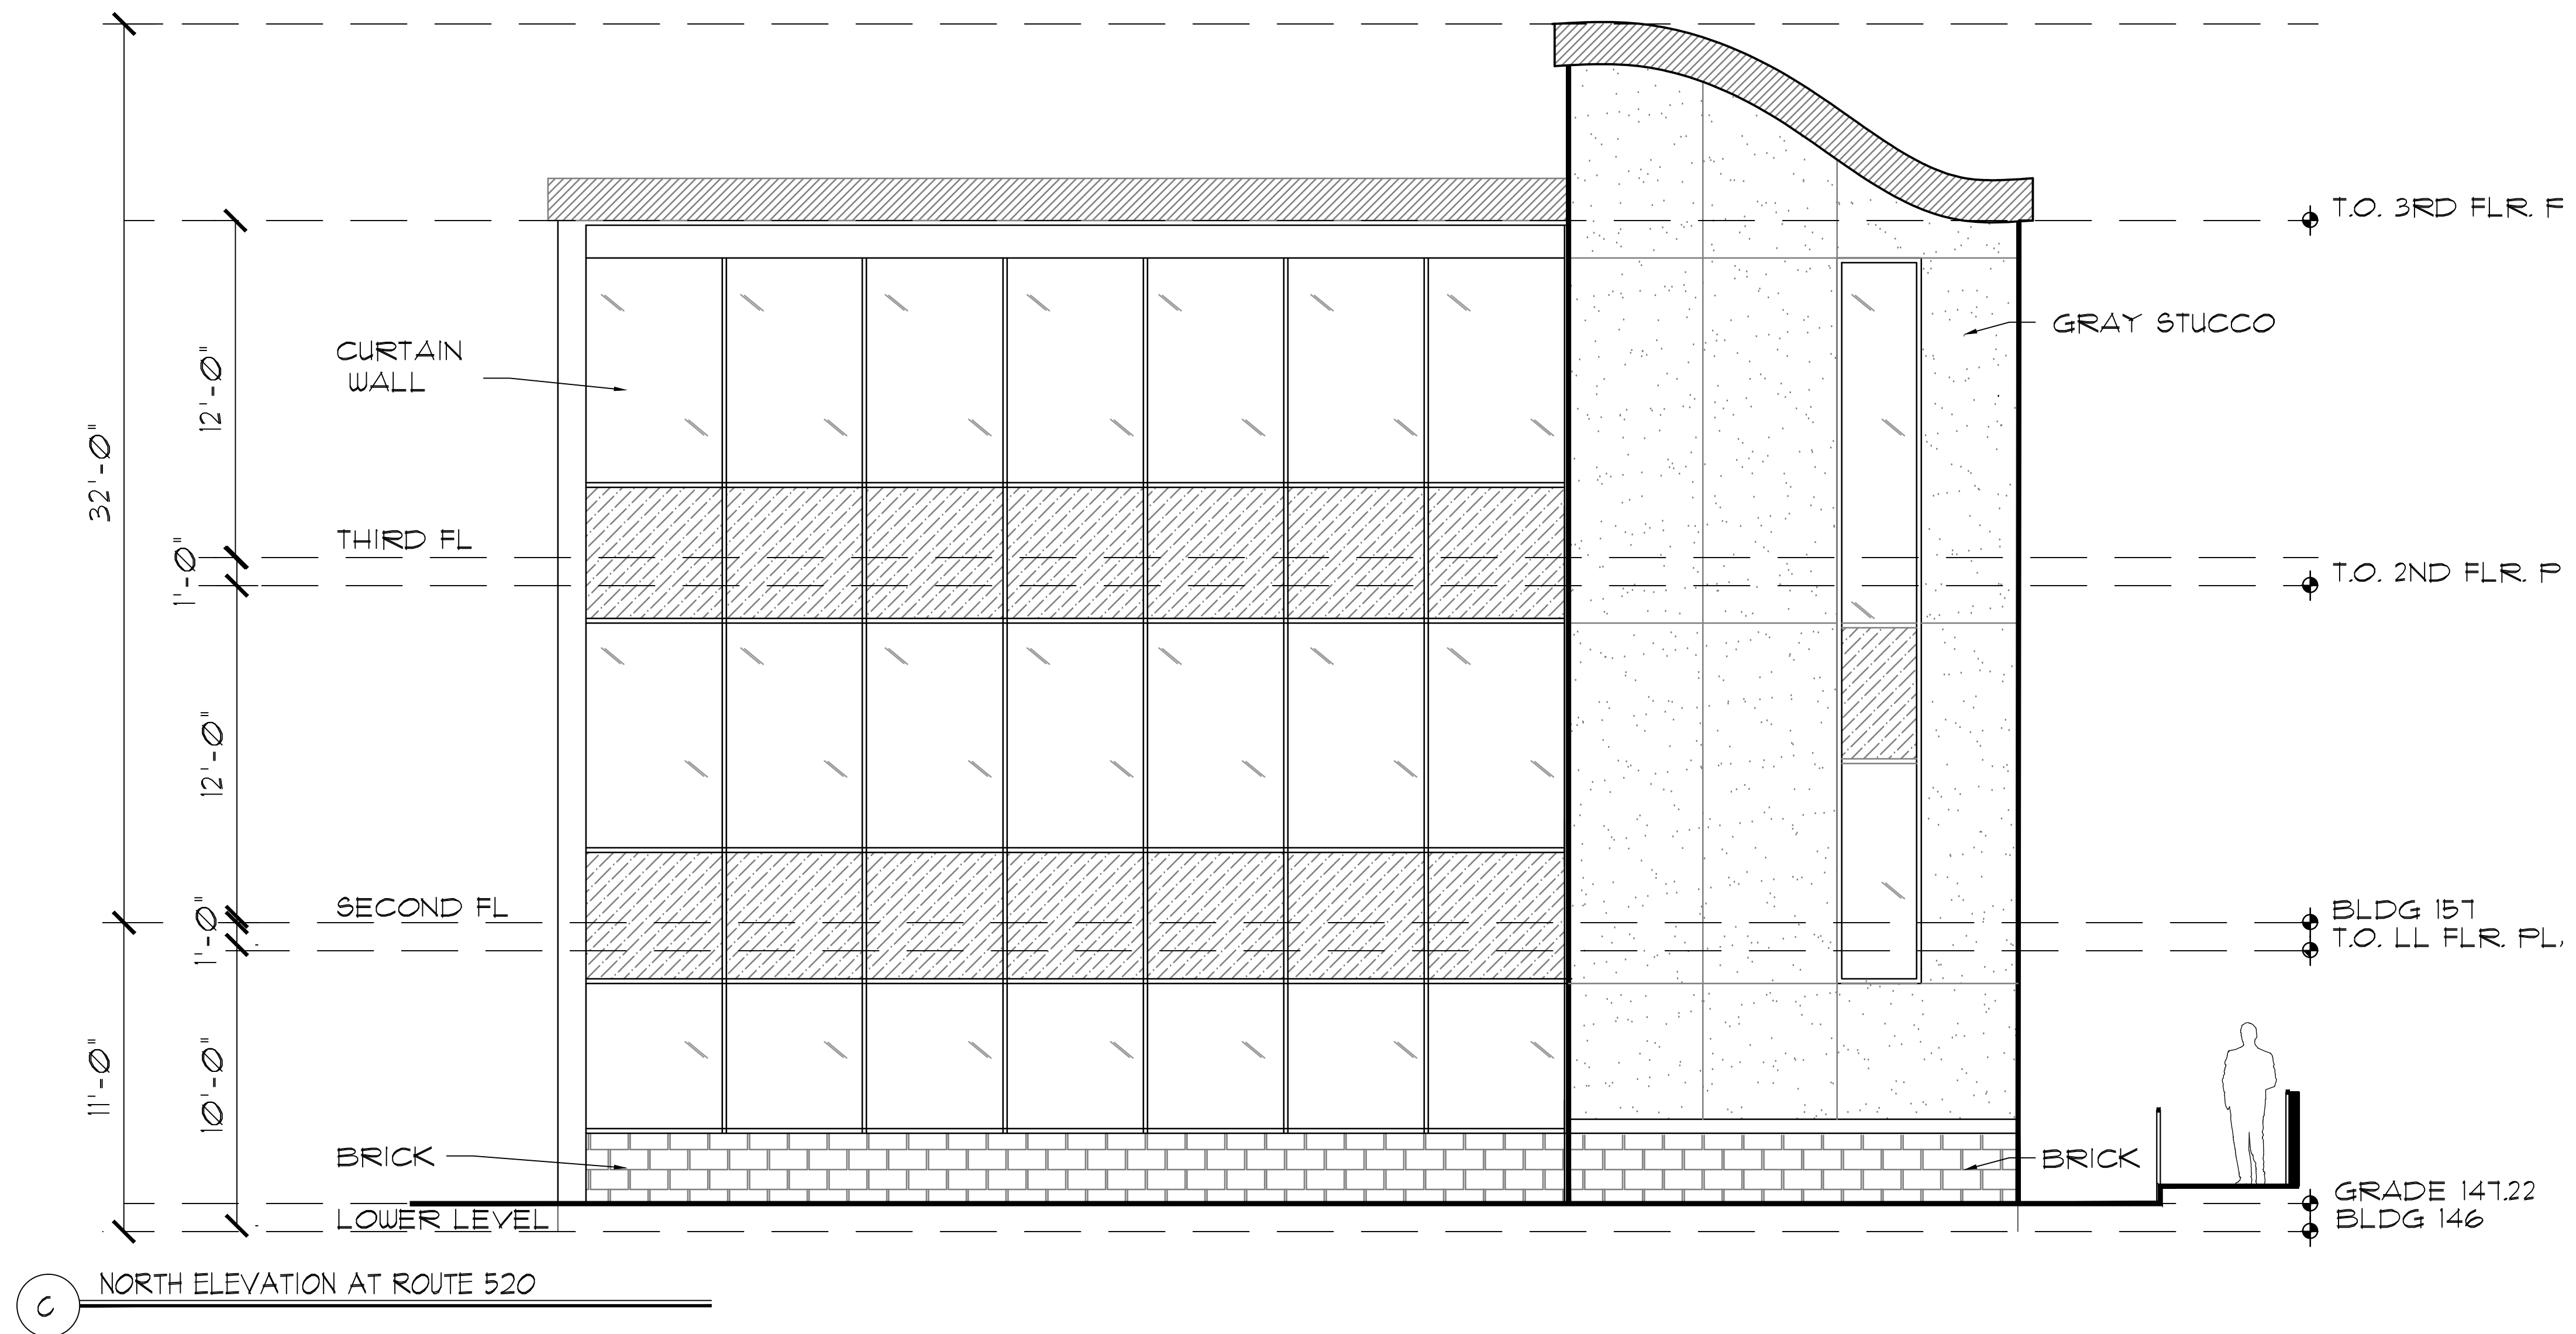 T.O. 3RD FLR. F
GRAY STUCCO
CURTAIN
WALL
12'-0"
32'-0"
THIRD FL
1'-0"
T.O. 2ND FLR. P
12'-0"
SECOND FL
BLDG 157
1'-0"
T.O. LL FLR. PL,
11'-0"
10'-0"
BRICK
BRICK
GRADE 147.22
LOWER LEVEL
BLDG 146
C
NORTH ELEVATION AT ROUTE 520